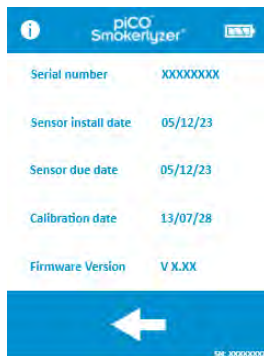 i
piCO
Smokerlyzer®
Serial number XXXXXXXX
Sensor install date 05/12/23
Sensor due date 05/12/23
Calibration date 13/07/28
Firmware Version V X.XX